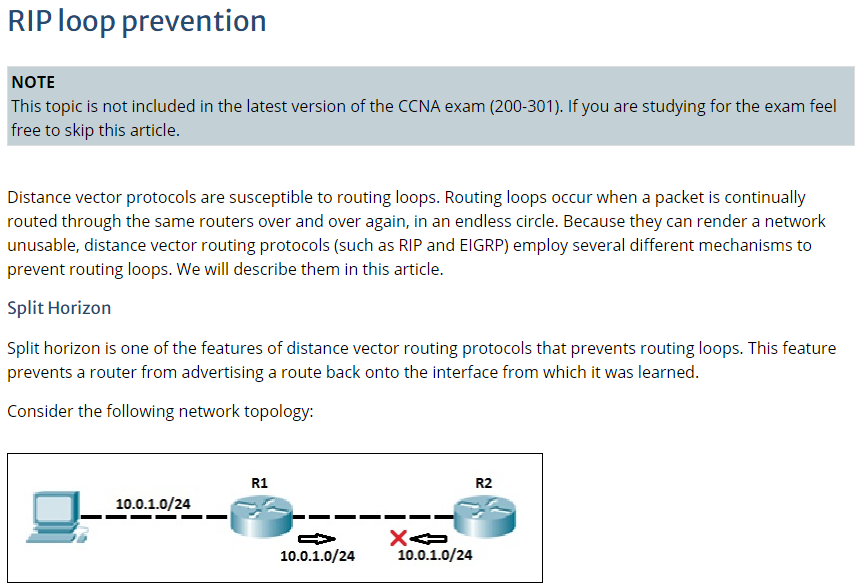 RIP loop prevention
NOTE
This topic is not included in the latest version of the CCNA exam (200-301). If you are studying for the exam feel
free to skip this article.
Distance vector protocols are susceptible to routing loops. Routing loops occur when a packet is continually
routed through the same routers over and over again, in an endless circle. Because they can render a network
unusable, distance vector routing protocols (such as RIP and EIGRP) employ several different mechanisms to
prevent routing loops. We will describe them in this article.
Split Horizon
Split horizon is one of the features of distance vector routing protocols that prevents routing loops. This feature
prevents a router from advertising a route back onto the interface from which it was learned.
Consider the following network topology:
R1
R2
10.0.1.0/24
10.0.1.0/24
10.0.1.0/24